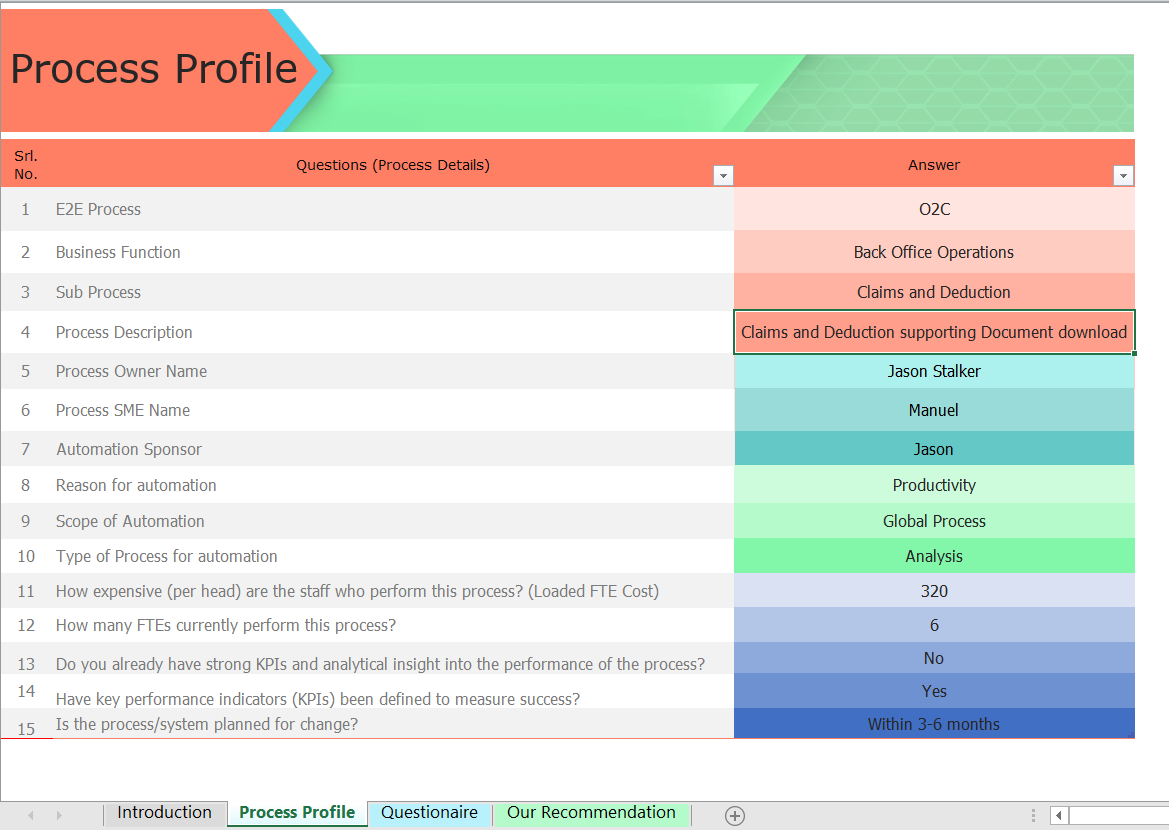 Process Profile
Srl.
No.
Questions (Process Details)
Answer
1 E2E Process O2C
2 Business Function Back Office Operations
3 Sub Process Claims and Deduction
4 Process Description Claims and Deduction supporting Document download
5 Process Owner Name Jason Stalker
6 Process SME Name Manuel
7 Automation Sponsor Jason
8 Reason for automation Productivity
9 Scope of Automation Global Process
10 Type of Process for automation Analysis
11 How expensive (per head) are the staff who perform this process? (Loaded FTE Cost) 320
12 How many FTEs currently perform this process? 6
13 Do you already have strong KPIs and analytical insight into the performance of the process? No
14 Have key performance indicators (KPIs) been defined to measure success? Yes
15 Is the process/system planned for change? Within 3-6 months
Introduction Process Profile Questionaire Our Recommendation